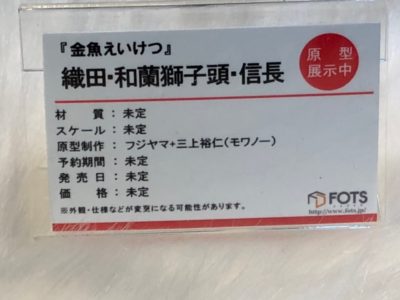 『金魚えいけつ』
織田・和蘭獅子頭・信長
原型
展示中
材質：未定
スケール：未定
原型制作：フジヤマ+三上裕仁（モワノー）
予約期間：未定
発売日：未定
価格：未定
※外観・仕様などが変更になる可能性があります。
FOTS
http://www.fots.jp/